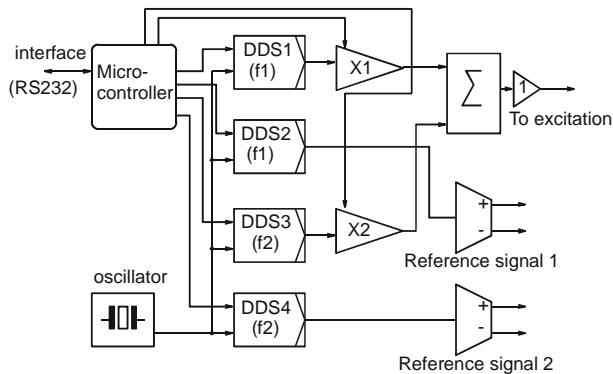 interface
(RS232)
Micro-
controller
DDS1
(f1)
X1
Σ
1
To excitation
DDS2
(f1)
DDS3
(f2)
X2
+
-
Reference signal 1
oscillator
DDS4
(f2)
+
-
Reference signal 2